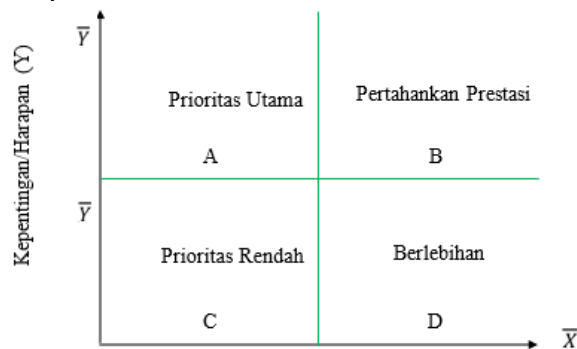 Y̅
Kepentingan/Harapan (Y)
Prioritas Utama
Pertahankan Prestasi
A
B
Y̅
Prioritas Rendah
Berlebihan
C
D
X̅